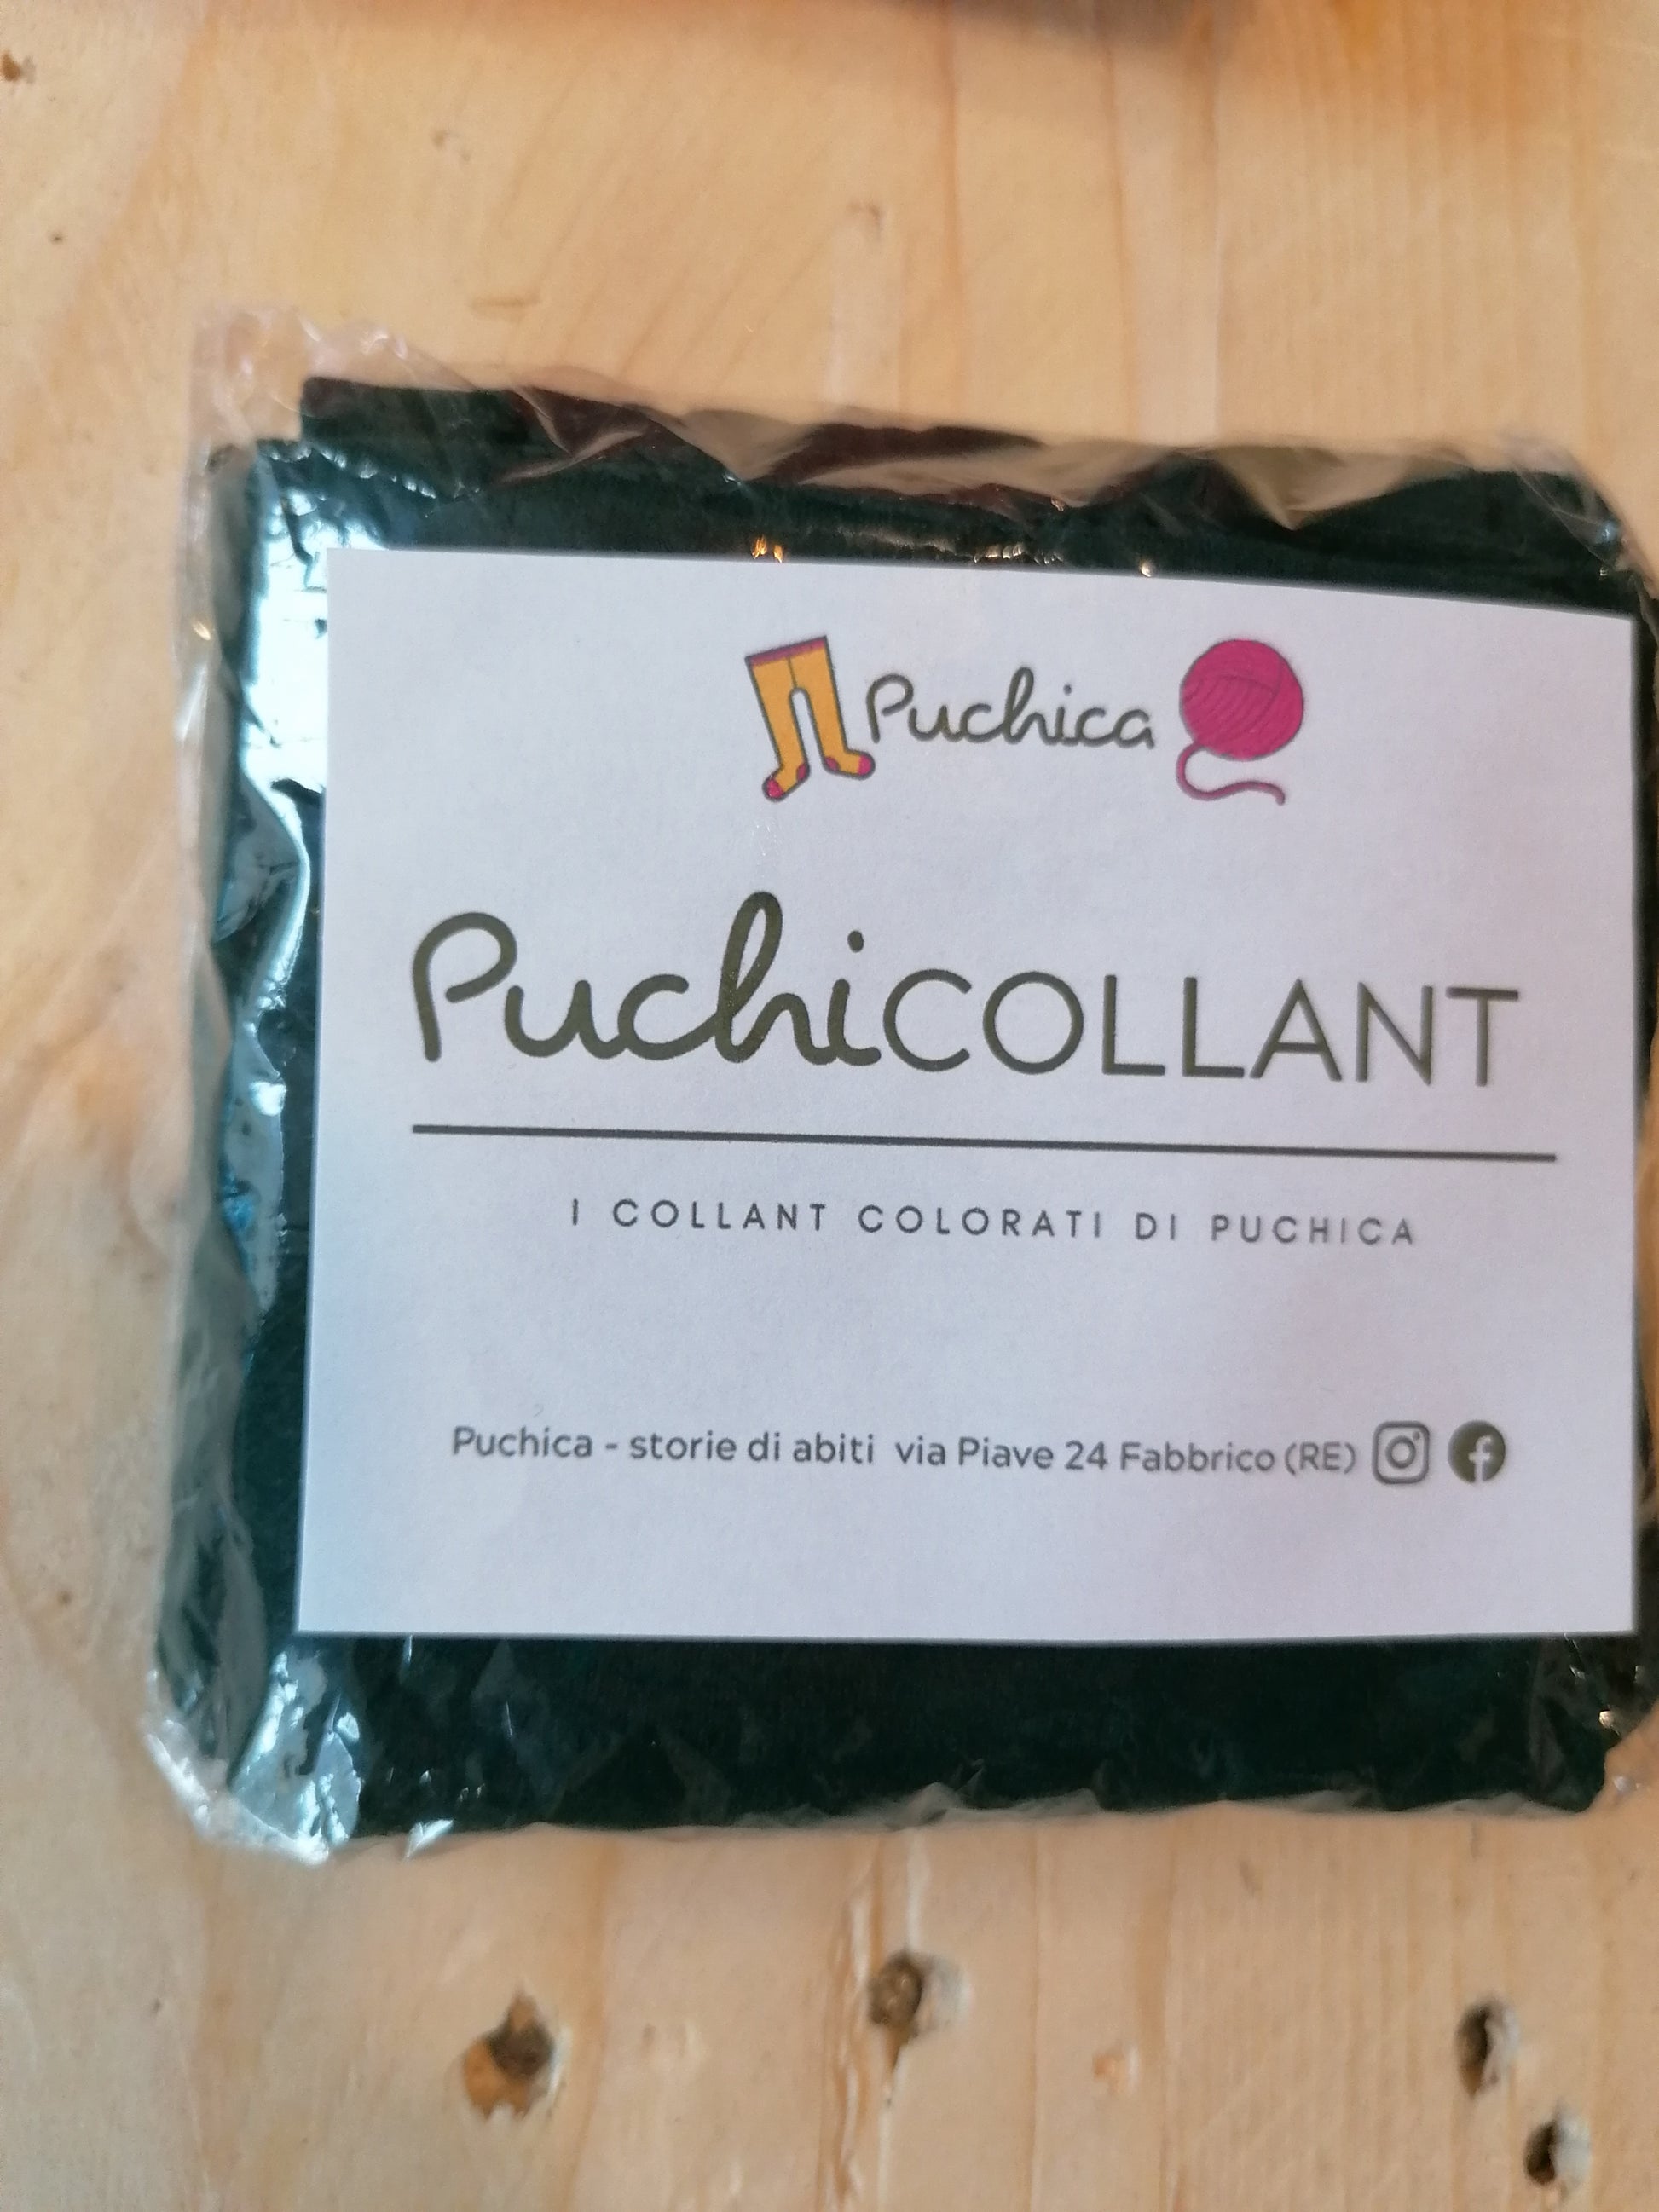 Puchica
PuchiCOLLANT
I COLLANT COLORATI DI PUCHICA
Puchica - storie di abiti via Piave 24 Fabbrico (RE)